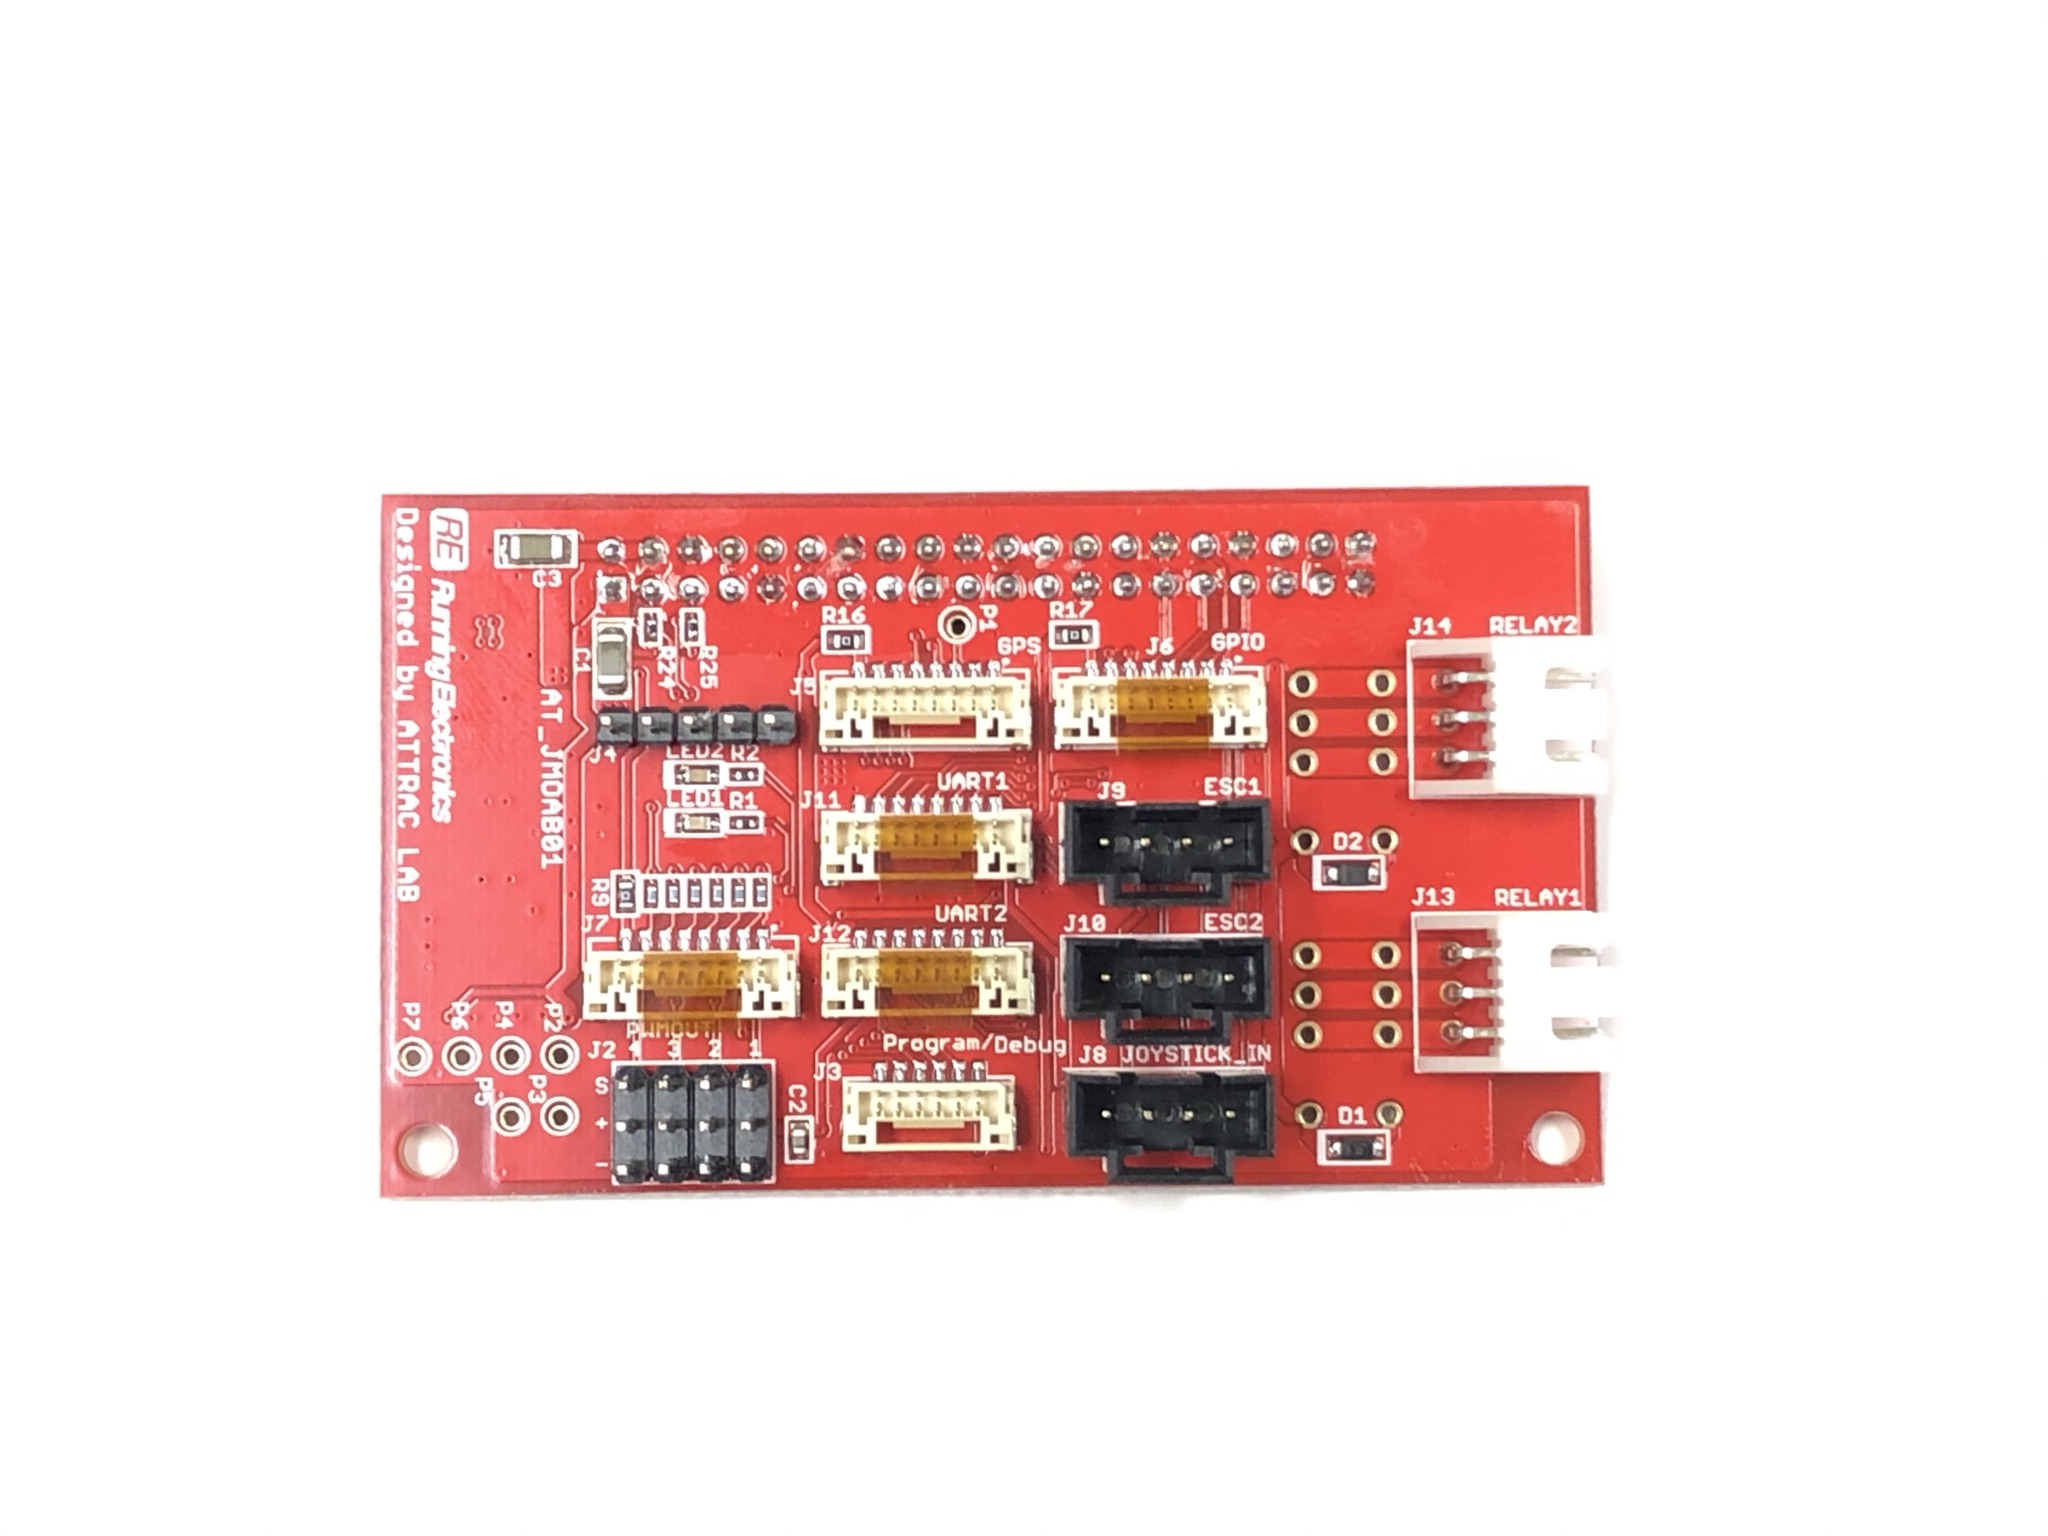 Designed by ATTRAC LAB
RE RunningElectronics
AT_JMDAB01
C3
C1
R24
R25
R16
P1
R17
GPS
J5
J6
GPIO
J14
RELAY2
J4
LED2
R2
LED1
R1
UART1
J11
J9
ESC1
D2
R9
J7
UART2
J12
J10
ESC2
J13
RELAY1
P7
P6
P4
P2
J2
4
3
2
1
P5
P3
S
+
-
C2
Program/Debug
J3
J8
JOYSTICK_IN
D1